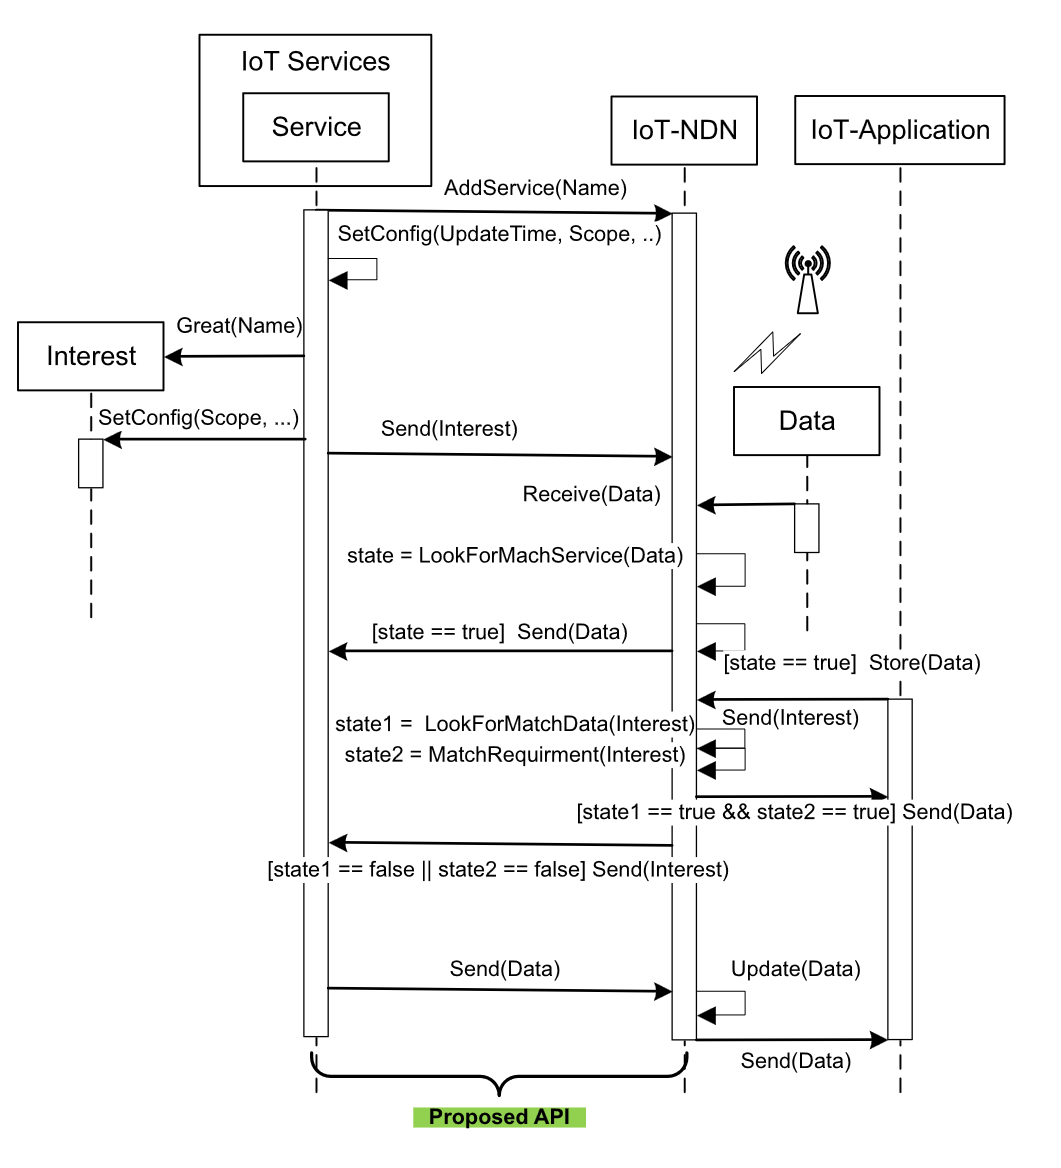 IoT Services
Service
IoT-NDN
IoT-Application
AddService(Name)
SetConfig(UpdateTime, Scope, ..)
Great(Name)
Interest
SetConfig(Scope, ...)
Send(Interest)
Data
Receive(Data)
state = LookForMachService(Data)
[state == true]  Send(Data)
[state == true]  Store(Data)
Send(Interest)
state1 =  LookForMatchData(Interest)
state2 = MatchRequirment(Interest)
[state1 == true && state2 == true] Send(Data)
[state1 == false || state2 == false] Send(Interest)
Send(Data)
Update(Data)
Send(Data)
Proposed API